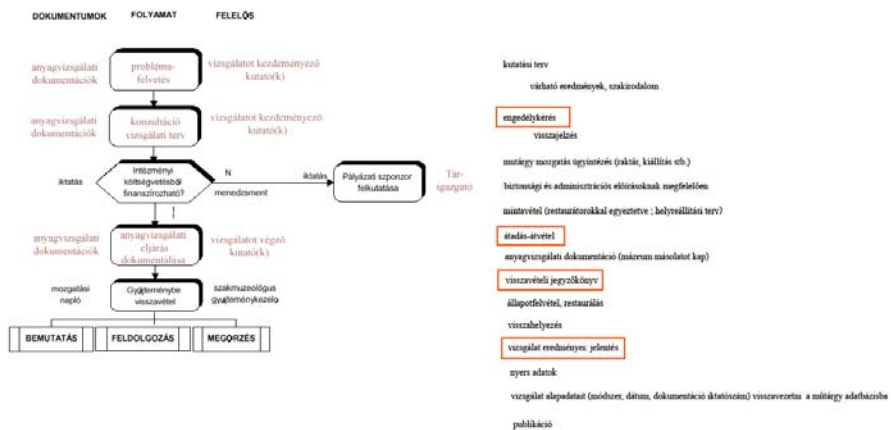 DOKUMENTUMOK FOLYAMAT FELELŐS
anyagvizsgálati
dokumentációk
probléma-
felvetés
vizsgálatot kezdeményező
kutató(k)
anyagvizsgálati
dokumentációk
konzultáció
vizsgálati terv
vizsgálatot kezdeményező
kutató(k)
iktatás
Intézményi
költségvetésből
finanszírozható?
N
menedzsment
iktatás
Pályázati szponzor
felkutatása
Tár-
igazgató
I
anyagvizsgálati
dokumentációk
anyagvizsgálati
eljárás
dokumentálása
vizsgálatot végző
kutató(k)
mozgatási
napló
Gyűjteménybe
visszavétel
szakmuzeológus
gyujteménykezelo
BEMUTATÁS FELDOLGOZÁS MEGORZÉS
kutatási terv
várható eredmények, szakirodalom
engedélykérés
visszajelzés
műtárgy mozgatás ügyintézés (raktár, kiállítás stb.)
biztonsági és adminisztrációs előírásoknak megfelelően
mintavétel (restaurátorokkal egyeztetve ; helyreállítási terv)
átadás-átvétel
anyagvizsgálati dokumentáció (múzeum másolatot kap)
visszavételi jegyzőkönyv
állapotfelvétel, restaurálás
visszahelyezés
vizsgálat eredményei: jelentés
nyers adatok
vizsgálat alapadatait (módszer, dátum, dokumentáció iktatószám) visszavezetni a műtárgy adatbázisba
publikáció